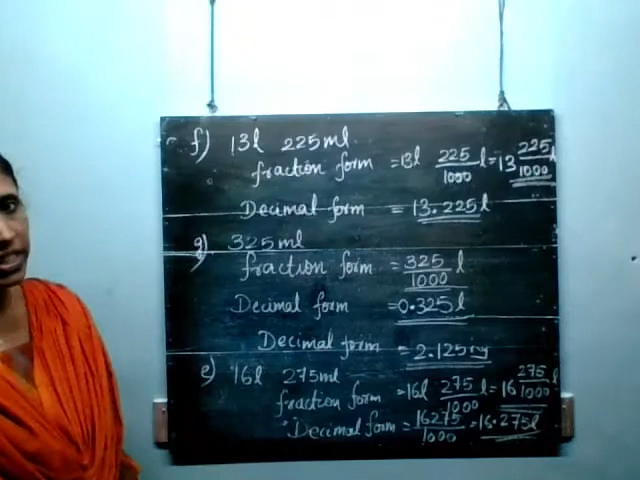 f) 13l 225ml
fraction form = 13l 225/1000 l = 13 225/1000 l
Decimal form = 13.225l
g) 325ml
fraction form = 325/1000 l
Decimal form = 0.325l
Decimal form = 2.125
e) 16l 275ml
fraction form = 16l 275/1000 l = 16 275/1000 l
Decimal form = 16275/1000 = 16.275l